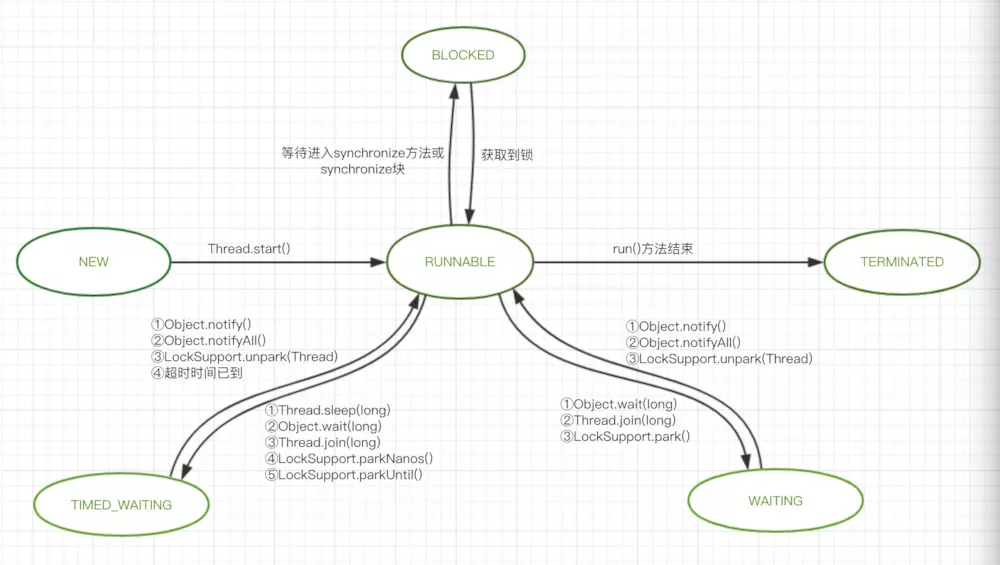 BLOCKED
等待进入synchronize方法或
synchronize块
获取到锁
NEW
Thread.start()
RUNNABLE
run()方法结束
TERMINATED
①Object.notify()
②Object.notifyAll()
③LockSupport.unpark(Thread)
④超时时间已到
①Thread.sleep(long)
②Object.wait(long)
③Thread.join(long)
④LockSupport.parkNanos()
⑤LockSupport.parkUntil()
TIMED_WAITING
①Object.notify()
②Object.notifyAll()
③LockSupport.unpark(Thread)
①Object.wait(long)
②Thread.join(long)
③LockSupport.park()
WAITING